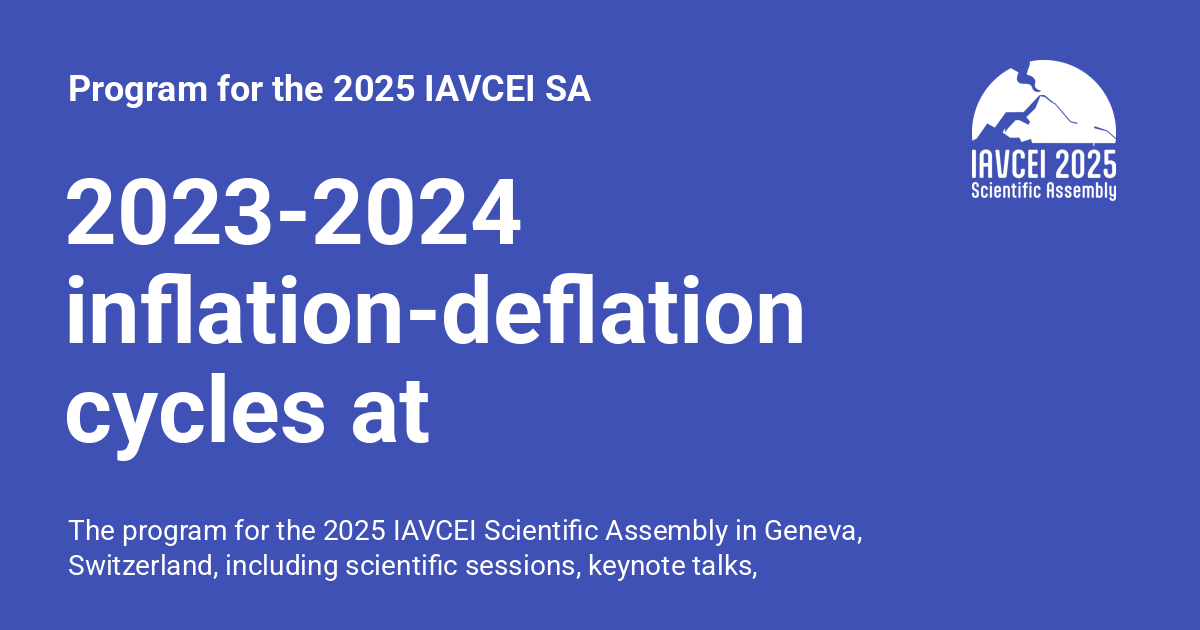 Program for the 2025 IAVCEI SA
IAVCEI 2025
Scientific Assembly
2023-2024
inflation-deflation
cycles at
The program for the 2025 IAVCEI Scientific Assembly in Geneva,
Switzerland, including scientific sessions, keynote talks,